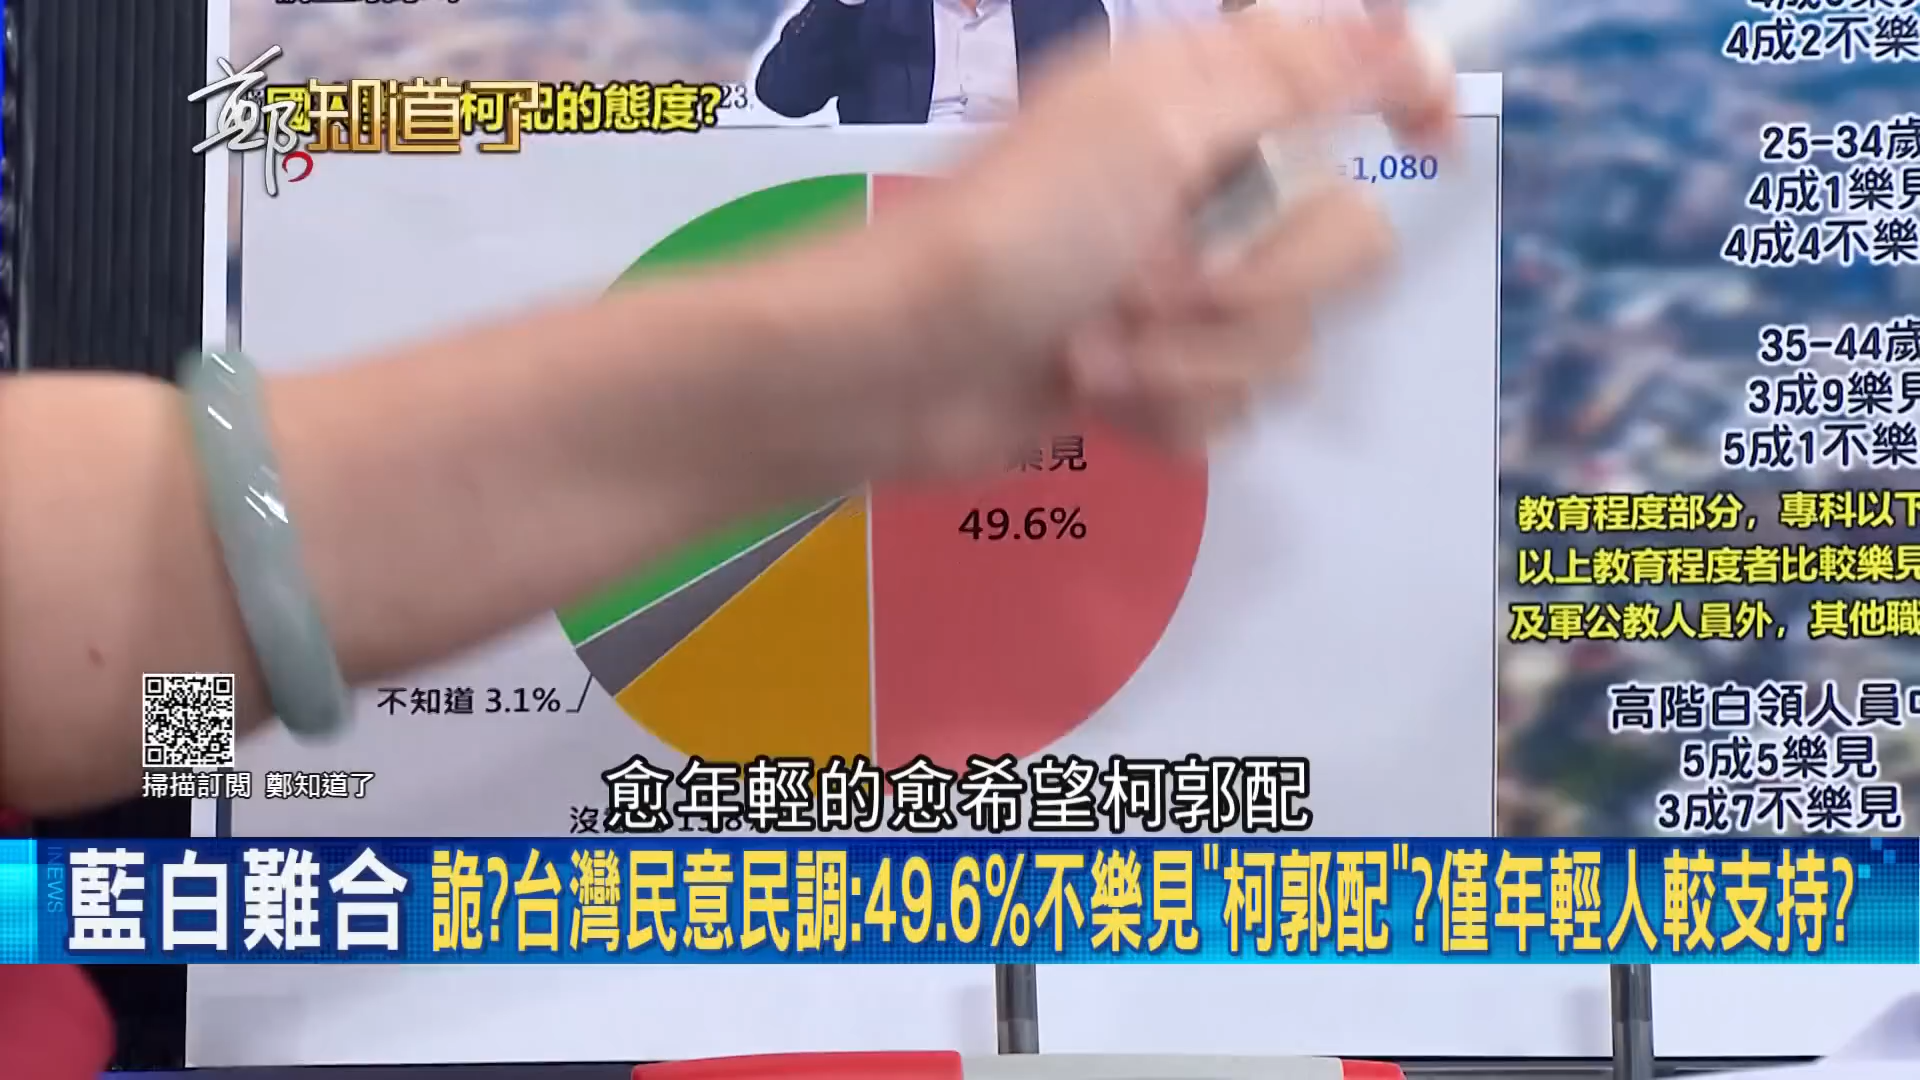 4成2不樂
鄭知道了
配的態度?
=1,080
25-34歲
4成1樂見
4成4不樂
35-44歲
3成9樂見
5成1不樂
樂見
49.6%
教育程度部分，專科以下
以上教育程度者比較樂見
及軍公教人員外，其他職
不知道 3.1%
高階白領人員中
5成5樂見
3成7不樂見
掃描訂閱 鄭知道了
愈年輕的愈希望柯郭配
INEWS
藍白難合
詭?台灣民意民調:49.6%不樂見"柯郭配"?僅年輕人較支持?